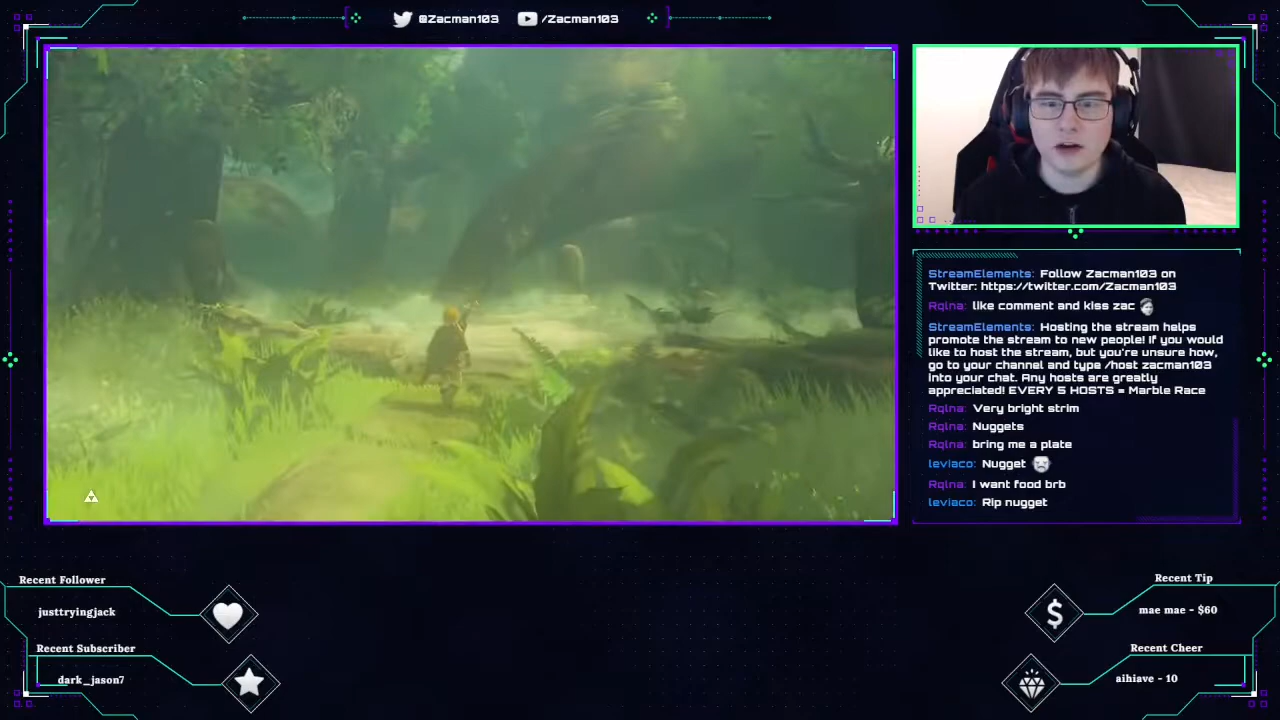 @Zacman103 /Zacman103
StreamElements: Follow Zacman103 on
Twitter: https://twitter.com/Zacman103
Rqlna: like comment and kiss zac
StreamElements: Hosting the stream helps
promote the stream to new people! If you would
like to host the stream, but you're unsure how,
go to your channel and type /host zacman103
into your chat. Any hosts are greatly
appreciated! EVERY 5 HOSTS = Marble Race
Rqlna: Very bright strim
Rqlna: Nuggets
Rqlna: bring me a plate
leviaco: Nugget
Rqlna: I want food brb
leviaco: Rip nugget
Recent Follower
justtryingjack
Recent Subscriber
dark_jason7
Recent Tip
mae mae - $60
Recent Cheer
aihiave - 10